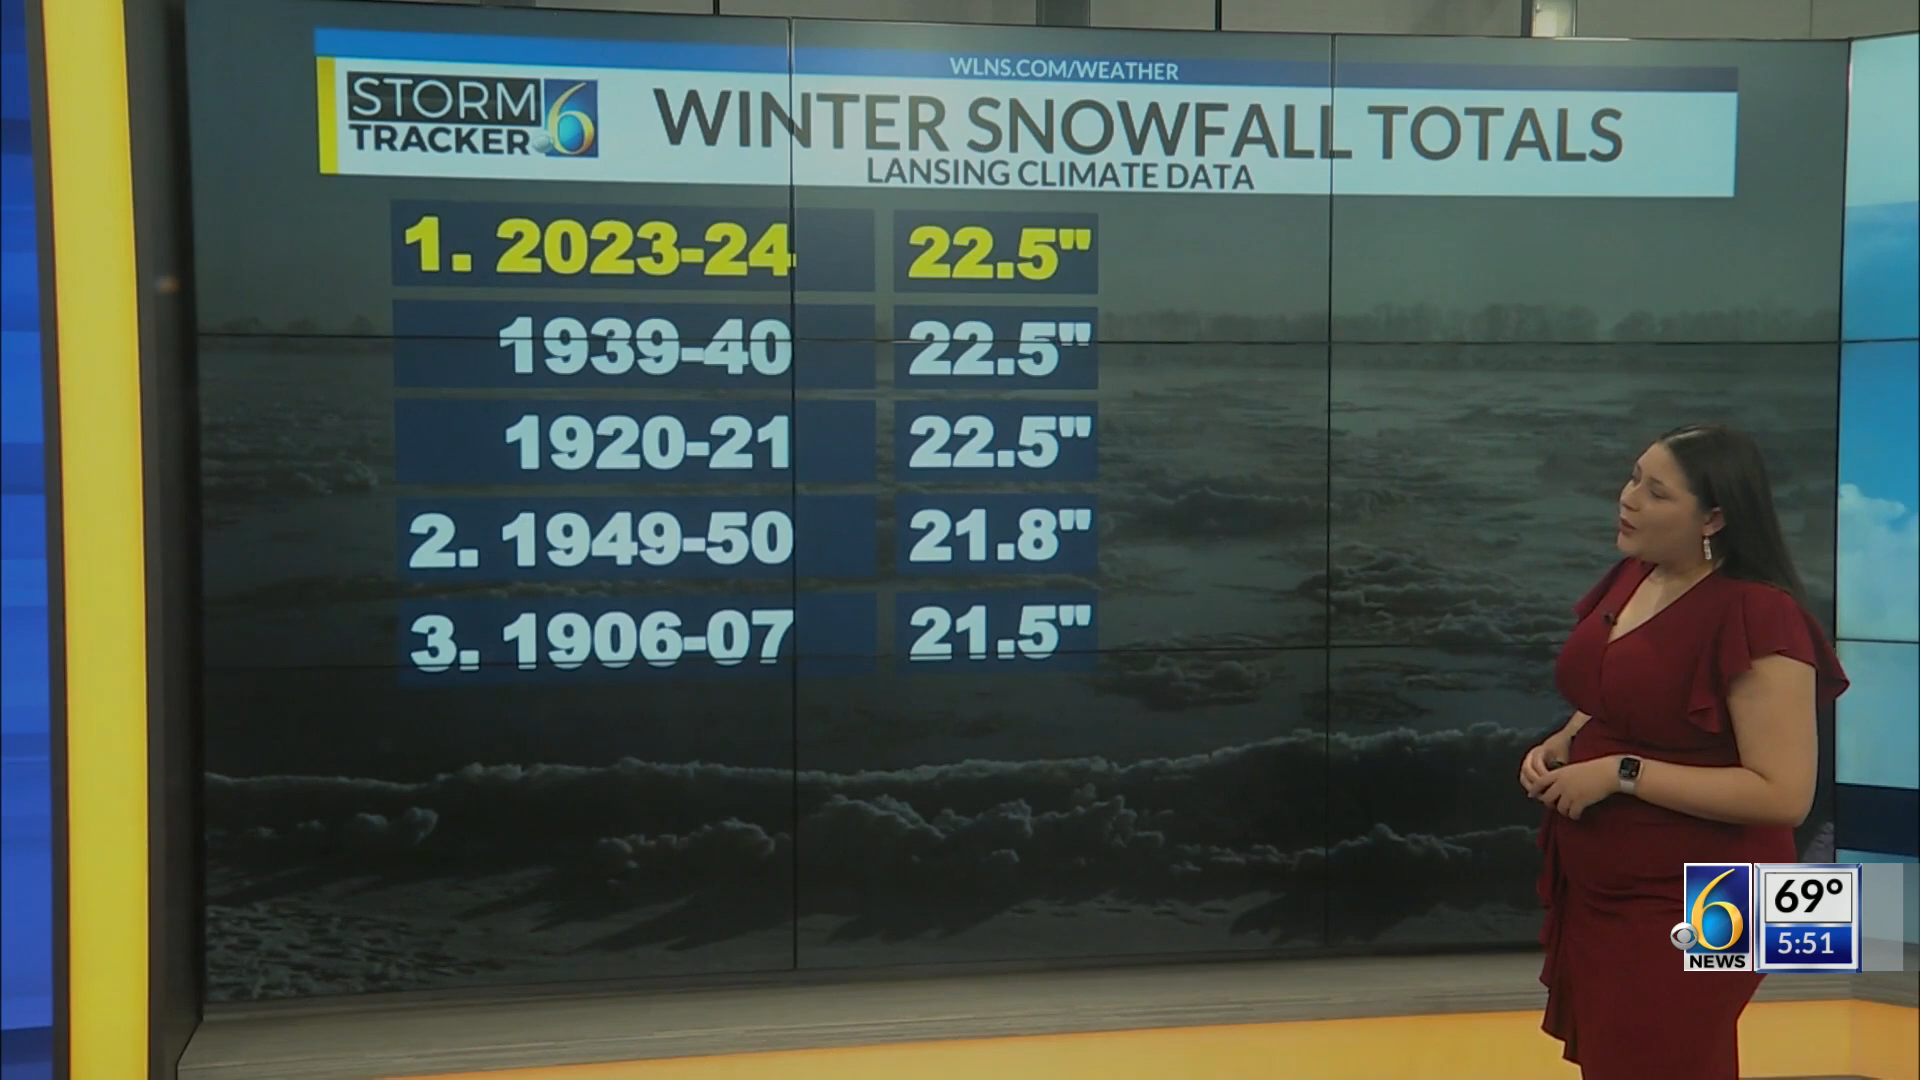 WLNS.COM/WEATHER
STORM
TRACKER 6
WINTER SNOWFALL TOTALS
LANSING CLIMATE DATA
1. 2023-24 22.5"
1939-40 22.5"
1920-21 22.5"
2. 1949-50 21.8"
3. 1906-07 21.5"
6
NEWS
69°
5:51